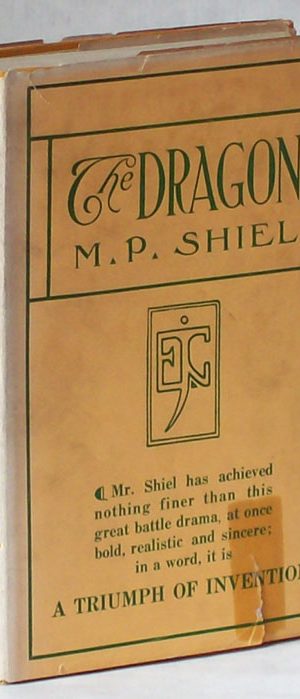 The DRAGON
M. P. SHIEL
¶ Mr. Shiel has achieved
nothing finer than this
great battle drama, at once
bold, realistic and sincere;
in a word, it is
A TRIUMPH OF INVENTION